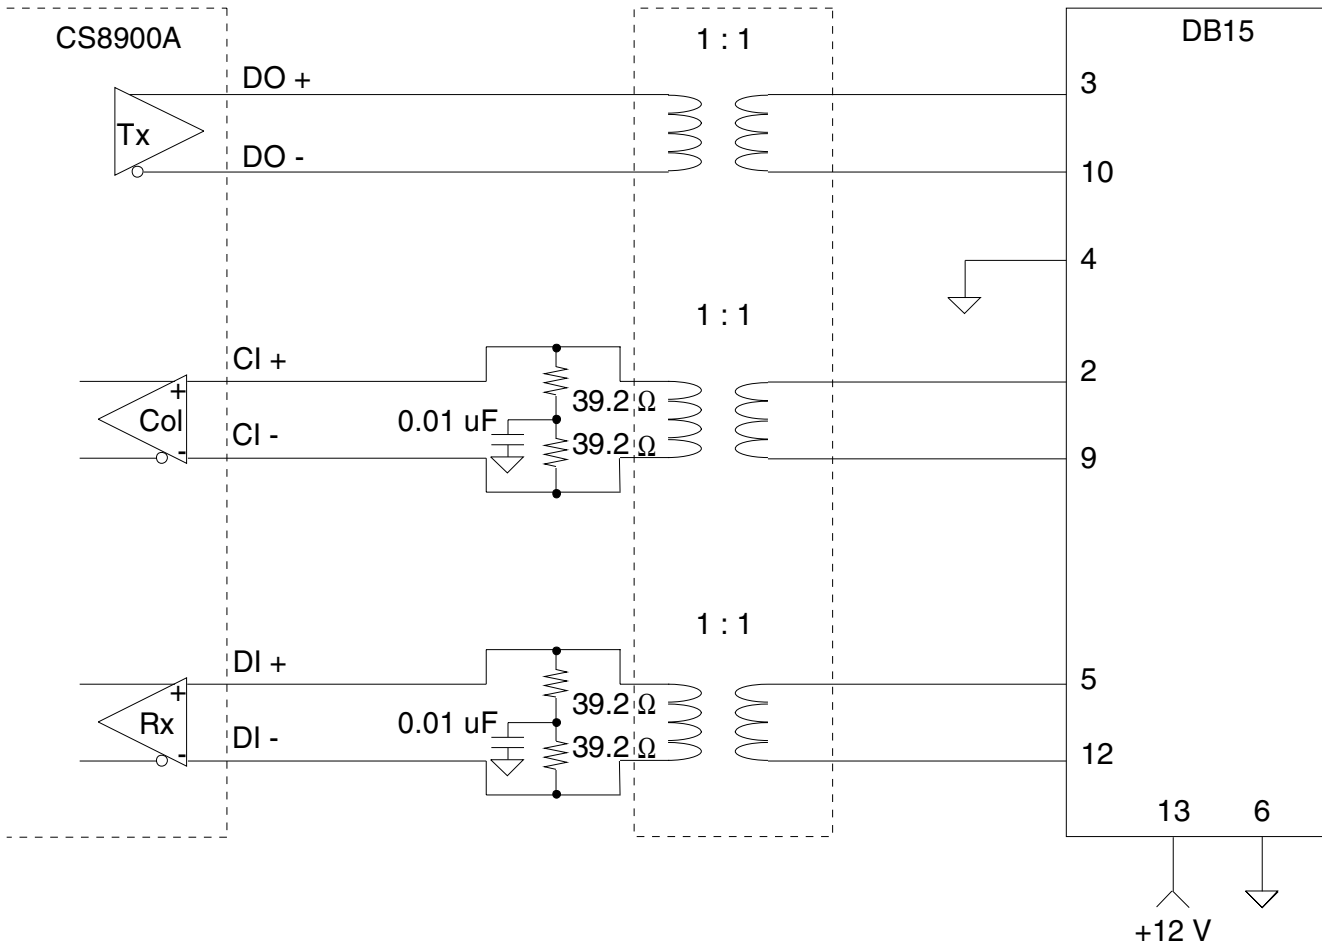 CS8900A
1 : 1
DB15
DO +
3
Tx
DO -
10
4
1 : 1
CI +
2
+
39.2 Ω
Col
0.01 uF
CI -
39.2 Ω
-
9
1 : 1
DI +
5
+
39.2 Ω
Rx
0.01 uF
DI -
39.2 Ω
-
12
13
6
+12 V